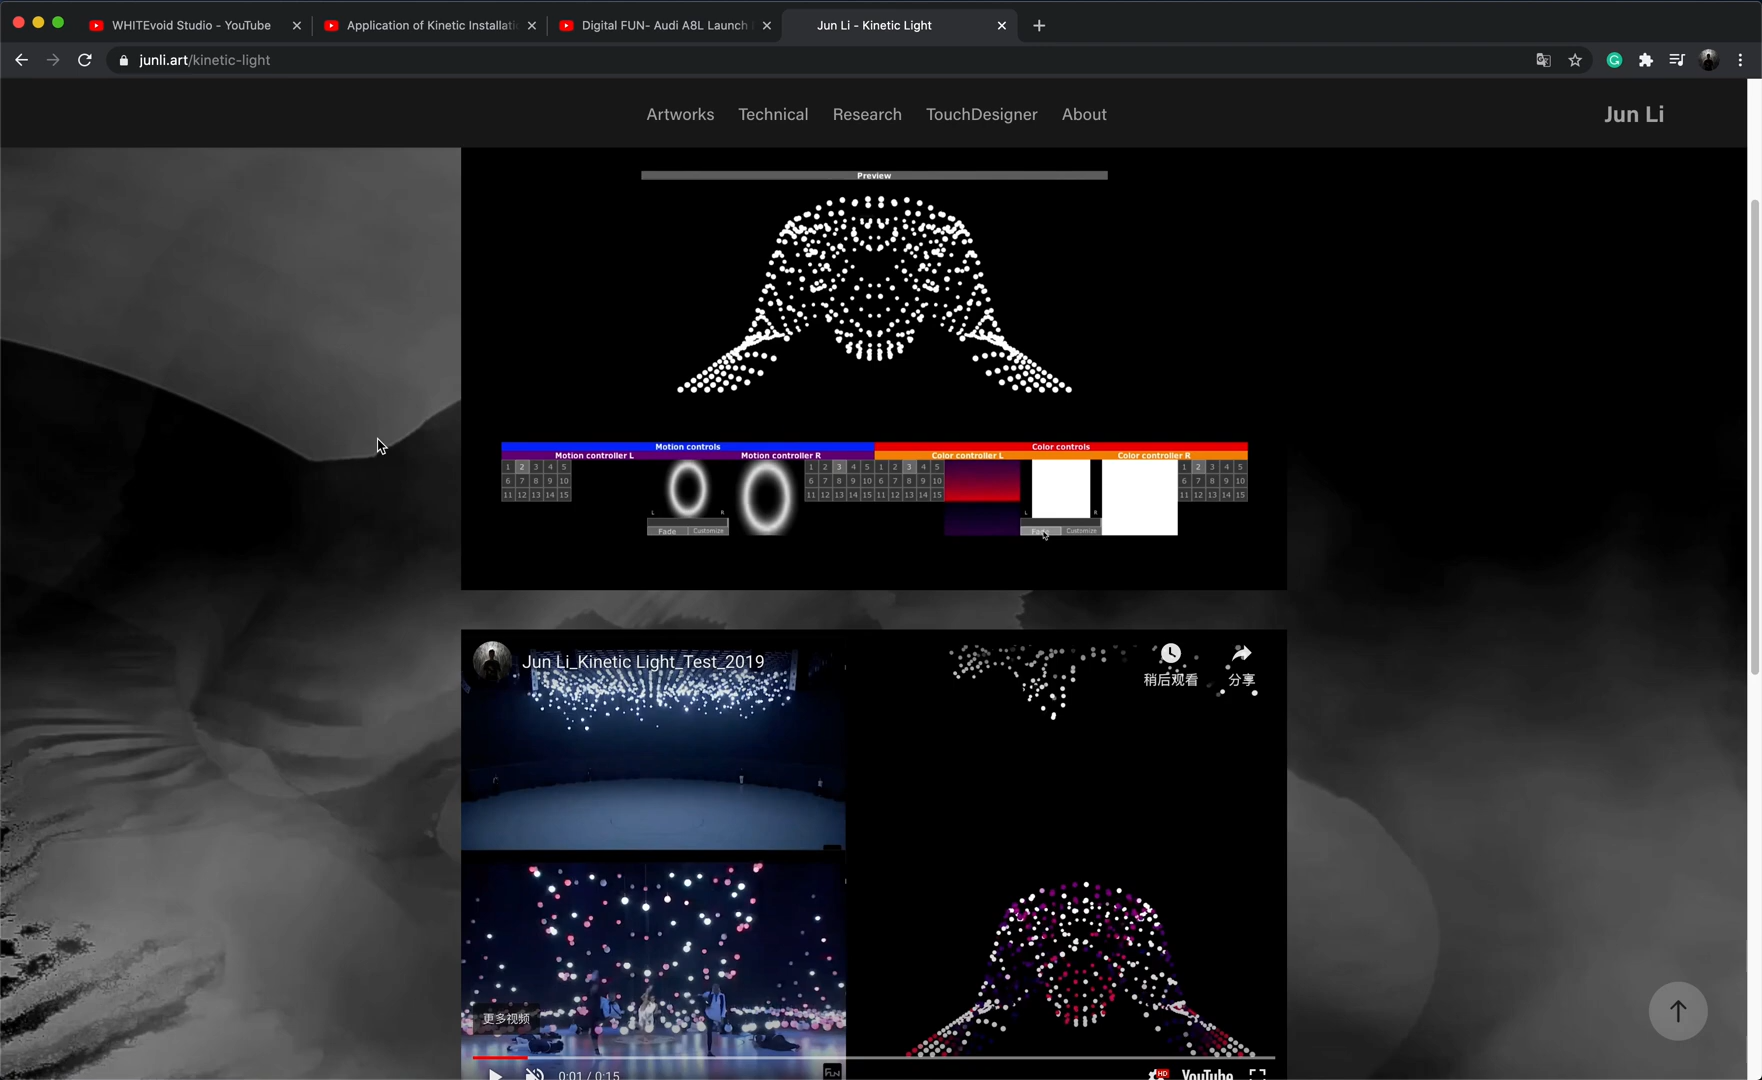 WHITEvoid Studio - YouTube
Application of Kinetic Installati
Digital FUN- Audi A8L Launch
Jun Li - Kinetic Light
junli.art/kinetic-light
Artworks Technical Research TouchDesigner About
Jun Li
Preview
Motion controls Color controls
Motion controller L Motion controller R Color controller L Color controller R
1 2 3 4 5 1 2 3 4 5 1 2 3 4 5 1 2 3 4 5
6 7 8 9 10 6 7 8 9 10 6 7 8 9 10 6 7 8 9 10
11 12 13 14 15 11 12 13 14 15 11 12 13 14 15 11 12 13 14 15
L R L R
Fade Customize Fade Customize
Jun Li_Kinetic Light_Test_2019
稍后观看 分享
更多视频
0:01 / 0:15
HD
YouTube